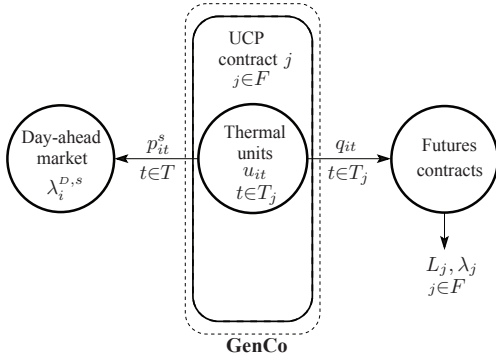 UCP
contract j
j∈F
Day-ahead
market
λ_i^{D,s}
p_{it}^s
t∈T
Thermal
units
u_{it}
t∈T_j
q_{it}
t∈T_j
Futures
contracts
L_j, λ_j
j∈F
GenCo